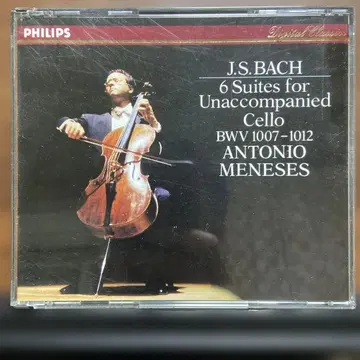 PHILIPS
Digital Classics
J.S. BACH
6 Suites for
Unaccompanied
Cello
BWV 1007–1012
ANTONIO
MENESES